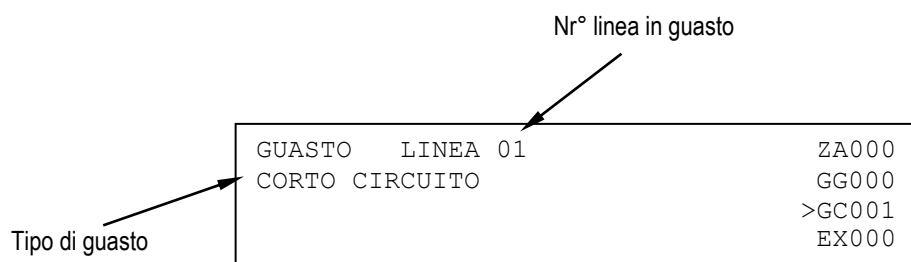 Nr° linea in guasto
GUASTO LINEA 01 ZA000
CORTO CIRCUITO GG000
>GC001
Tipo di guasto
EX000